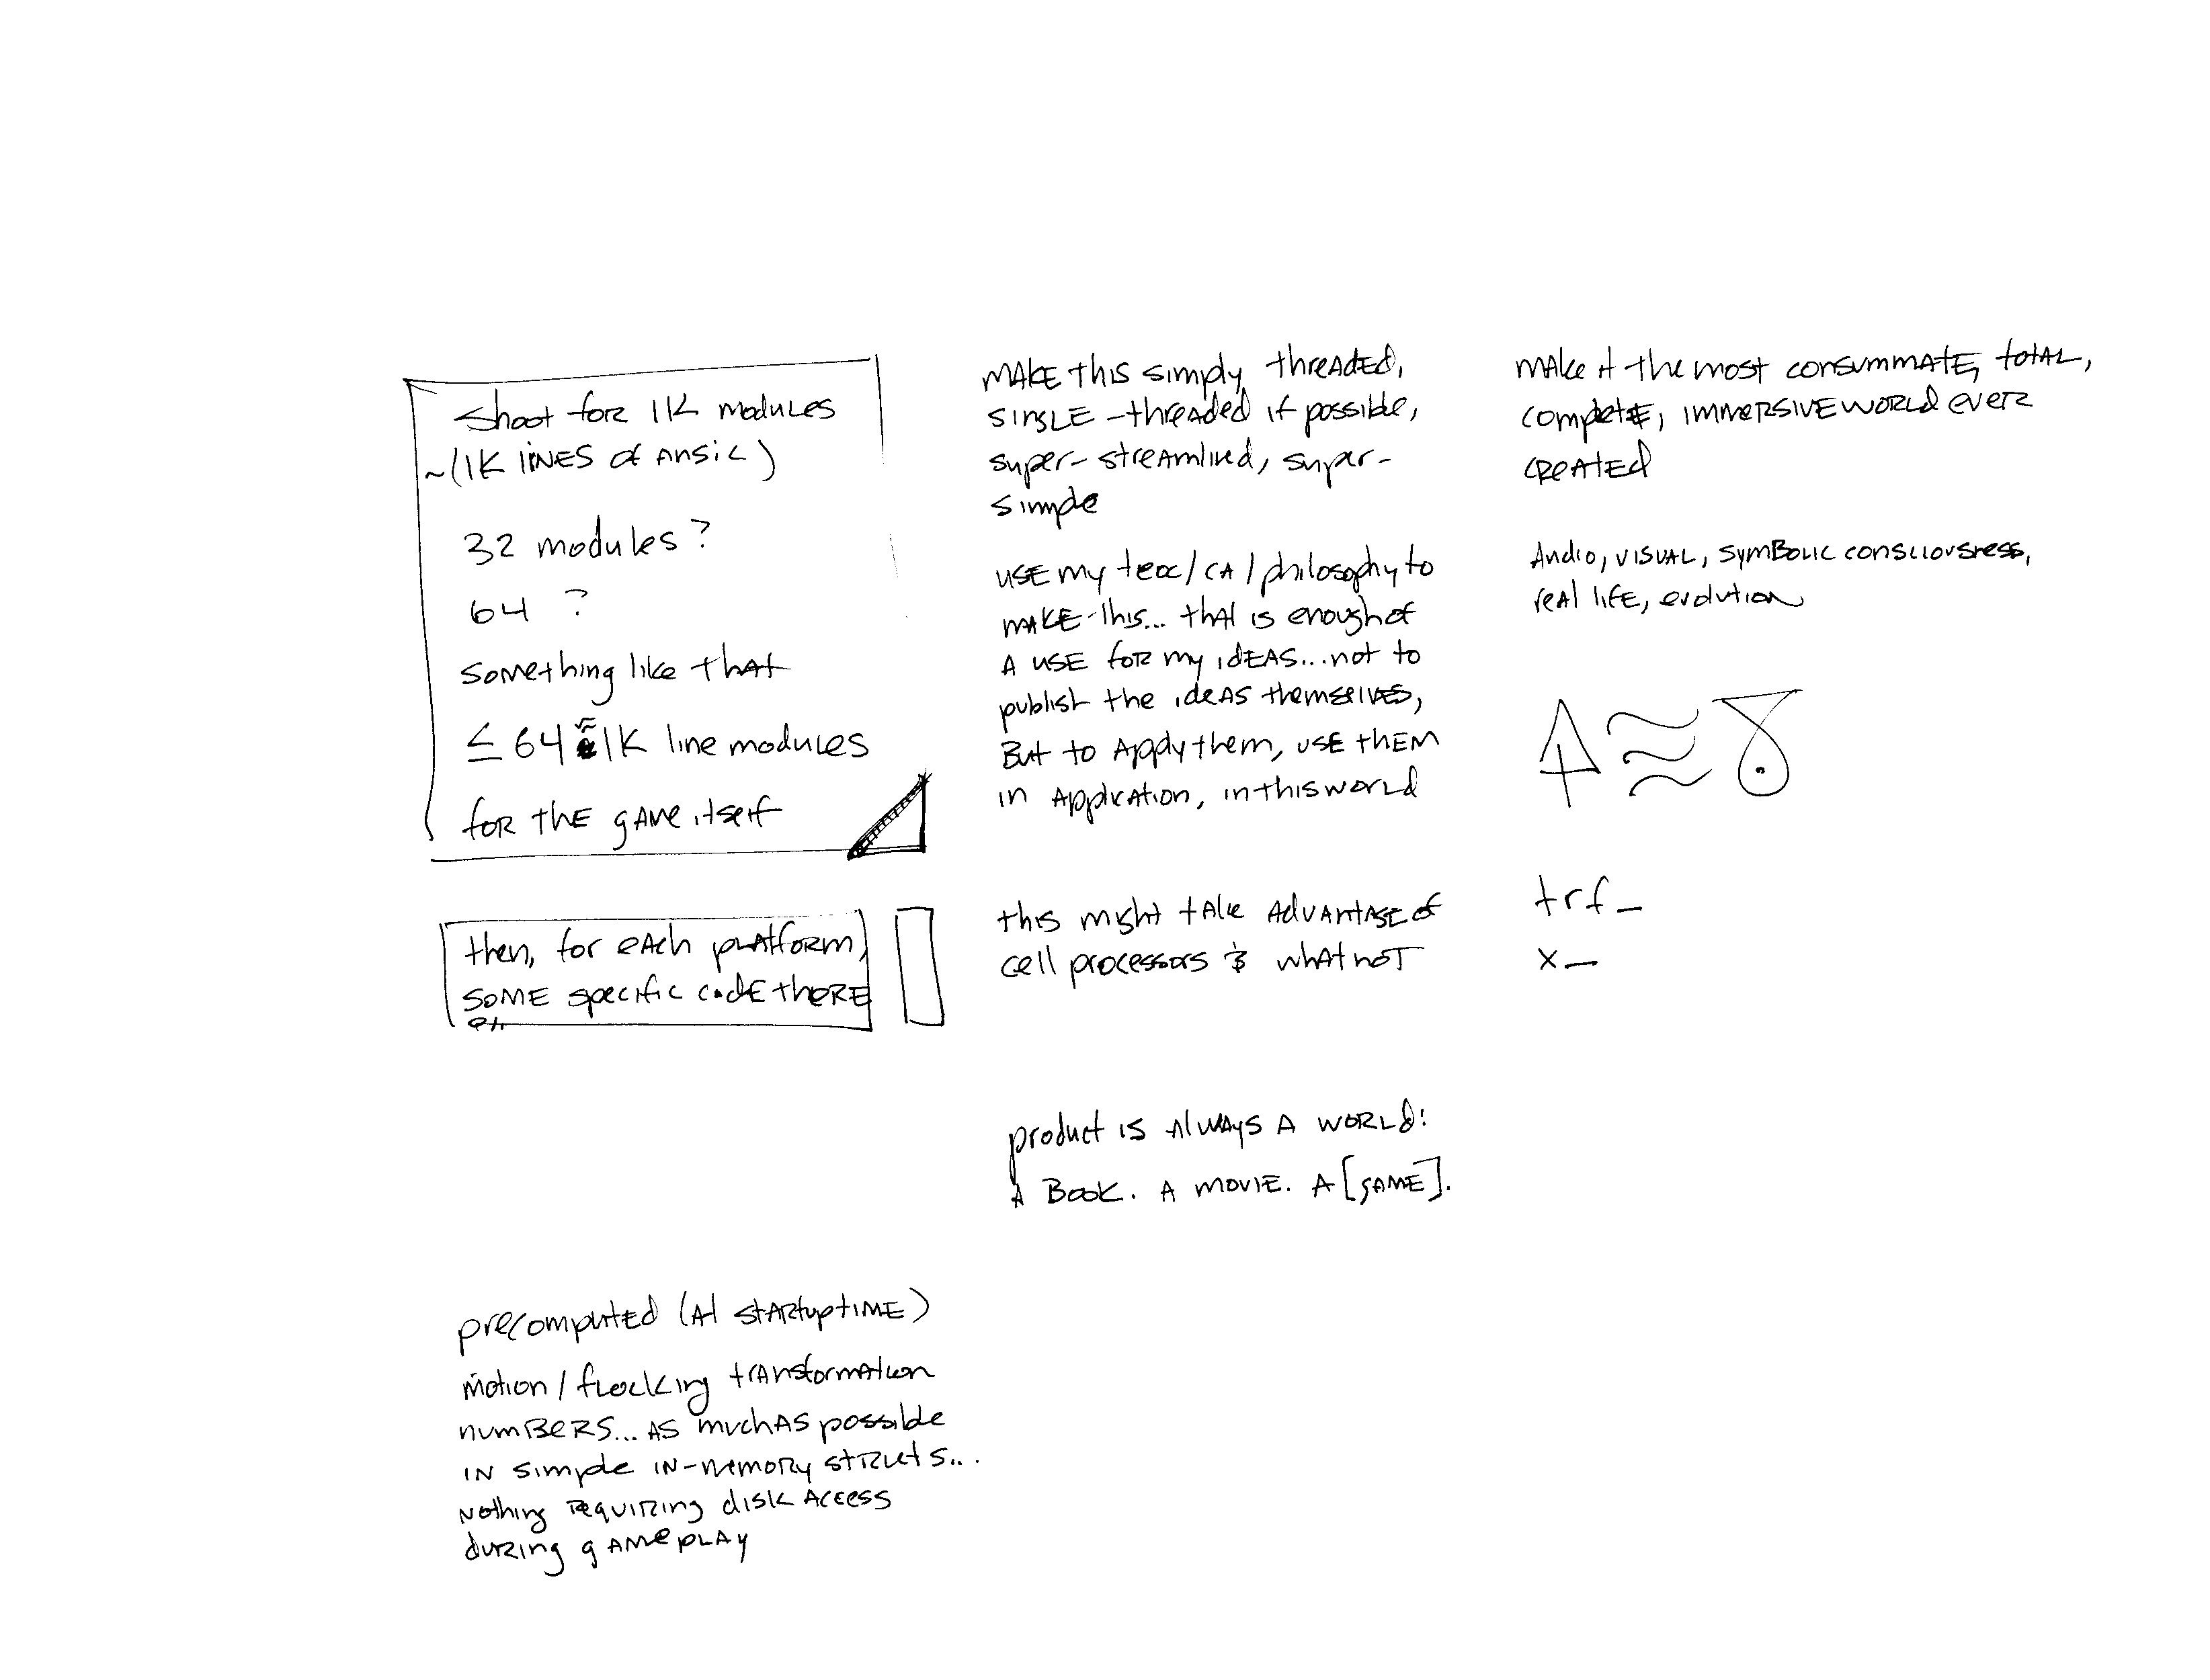 shoot for 1K modules
~(1K lines of ANSI C)
32 modules?
64 ?
something like that
≤ 64 ≈1K line modules
for the game itself
then, for each platform,
some specific code there
make this simply threaded,
single-threaded if possible,
super-streamlined, super-
simple
use my teoc/CA/philosophy to
make this... that is enough of
a use for my ideas...not to
publish the ideas themselves,
but to apply them, use them
in application, in this world
this might take advantage of
cell processors & what not
product is always a world:
a book. a movie. a [game].
make it the most consummate, total,
complete, immersive world ever
created
Audio, visual, symbolic consciousness,
real life, evolution
trf_
x_
precomputed (at startup time)
motion/flocking transformation
numbers... as much as possible
in simple in-memory structs...
nothing requiring disk access
during gameplay